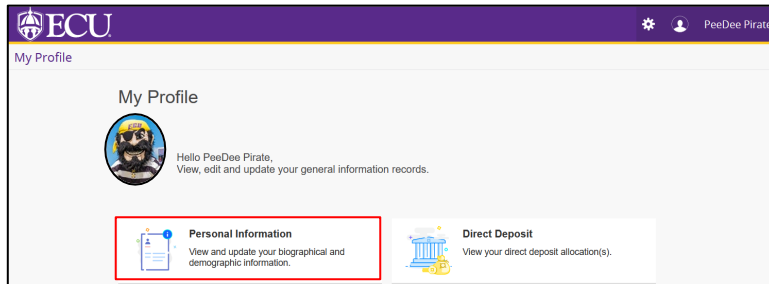 ECU
PeeDee Pirate
My Profile
My Profile
Hello PeeDee Pirate,
View, edit and update your general information records.
Personal Information
View and update your biographical and
demographic information.
Direct Deposit
View your direct deposit allocation(s).